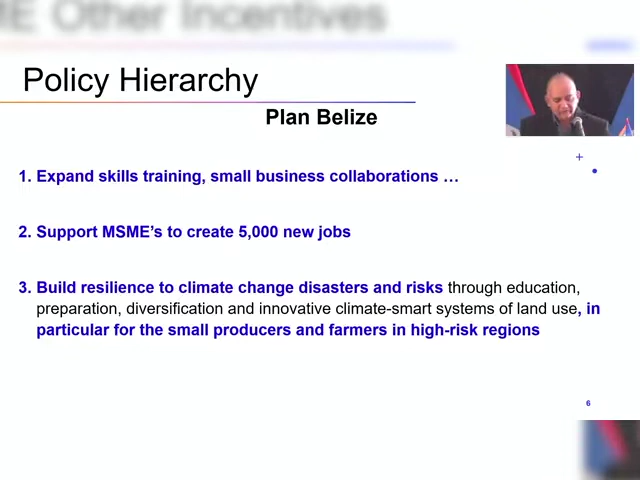 ME Other Incentives
Policy Hierarchy
Plan Belize
1. Expand skills training, small business collaborations …
2. Support MSME’s to create 5,000 new jobs
3. Build resilience to climate change disasters and risks through education,
preparation, diversification and innovative climate-smart systems of land use, in
particular for the small producers and farmers in high-risk regions
6